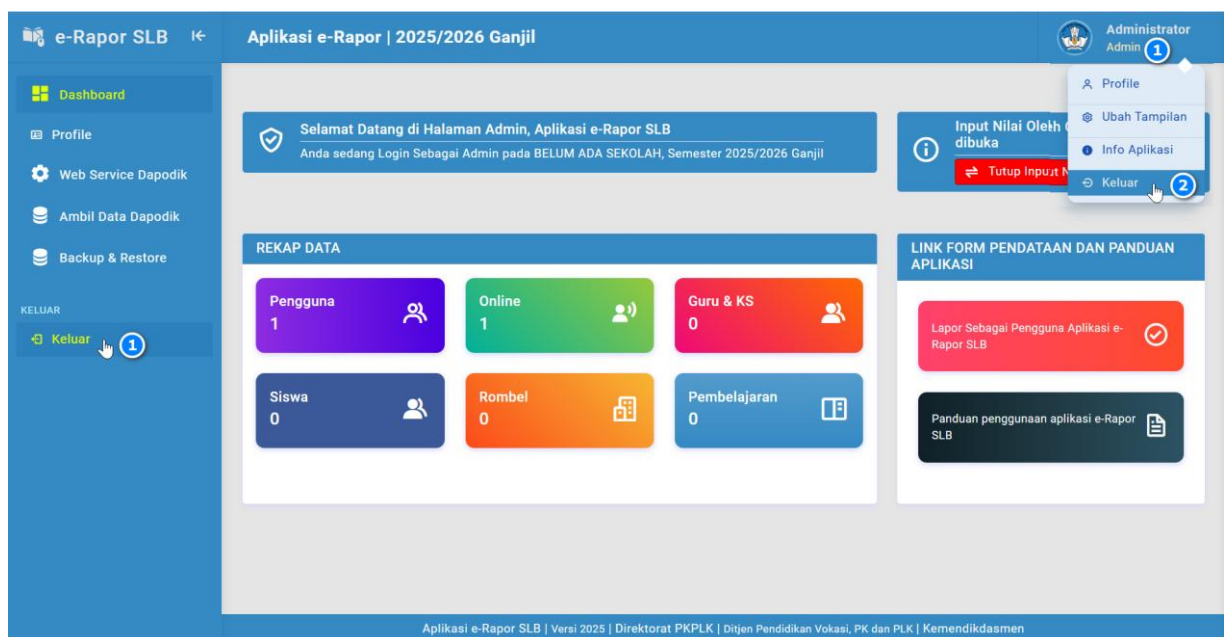 e-Rapor SLB
Aplikasi e-Rapor | 2025/2026 Ganjil
Administrator
Admin
1
Dashboard
Profile
Web Service Dapodik
Ambil Data Dapodik
Backup & Restore
KELUAR
Keluar
1
Selamat Datang di Halaman Admin, Aplikasi e-Rapor SLB
Anda sedang Login Sebagai Admin pada BELUM ADA SEKOLAH, Semester 2025/2026 Ganjil
Input Nilai Oleh
dibuka
Tutup Input
Profile
Ubah Tampilan
Info Aplikasi
Keluar
2
REKAP DATA
Pengguna
1
Online
1
Guru & KS
0
Siswa
0
Rombel
0
Pembelajaran
0
LINK FORM PENDATAAN DAN PANDUAN
APLIKASI
Lapor Sebagai Pengguna Aplikasi e-
Rapor SLB
Panduan penggunaan aplikasi e-Rapor
SLB
Aplikasi e-Rapor SLB | Versi 2025 | Direktorat PKPLK | Ditjen Pendidikan Vokasi, PK dan PLK | Kemendikdasmen